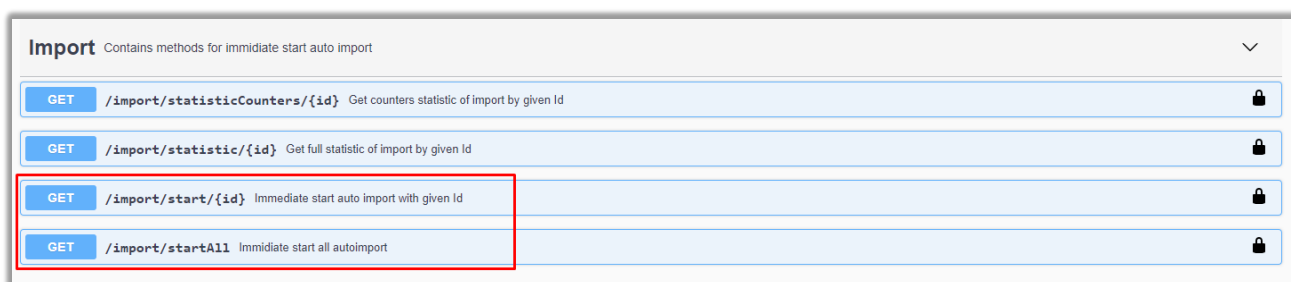 Import Contains methods for immidiate start auto import
GET /import/statisticCounters/{id} Get counters statistic of import by given Id
GET /import/statistic/{id} Get full statistic of import by given Id
GET /import/start/{id} Immediate start auto import with given Id
GET /import/startAll Immidiate start all autoimport